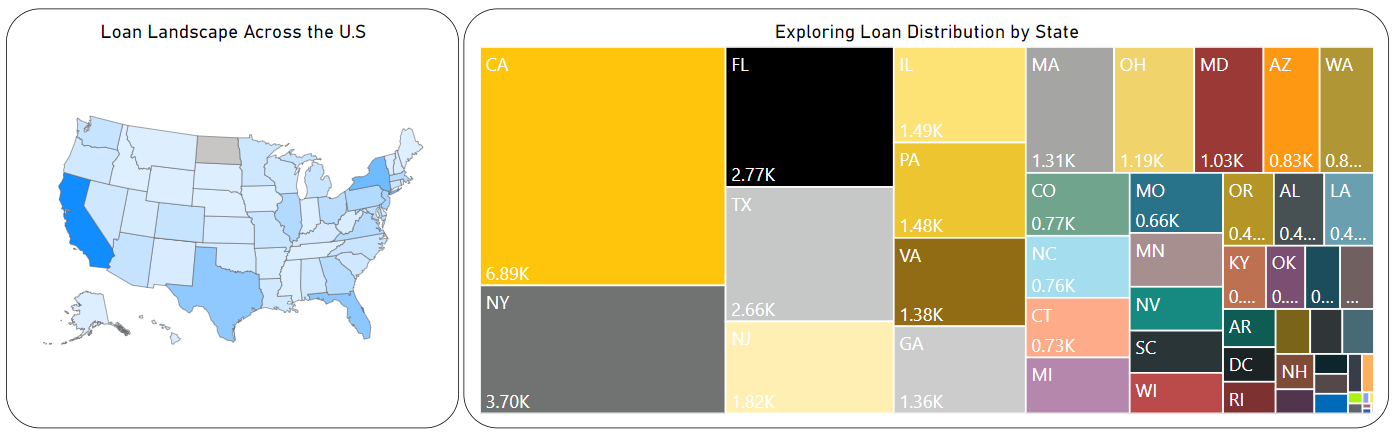 Loan Landscape Across the U.S
Exploring Loan Distribution by State
CA
6.89K
NY
3.70K
FL
2.77K
TX
2.66K
NJ
1.82K
IL
1.49K
PA
1.48K
VA
1.38K
GA
1.36K
MA
1.31K
OH
1.19K
MD
1.03K
AZ
0.83K
WA
0.8...
CO
0.77K
NC
0.76K
CT
0.73K
MI
MO
0.66K
MN
NV
SC
WI
OR
0.4...
AL
0.4...
LA
0.4...
KY
0....
OK
0....
0...
...
AR
DC
RI
NH